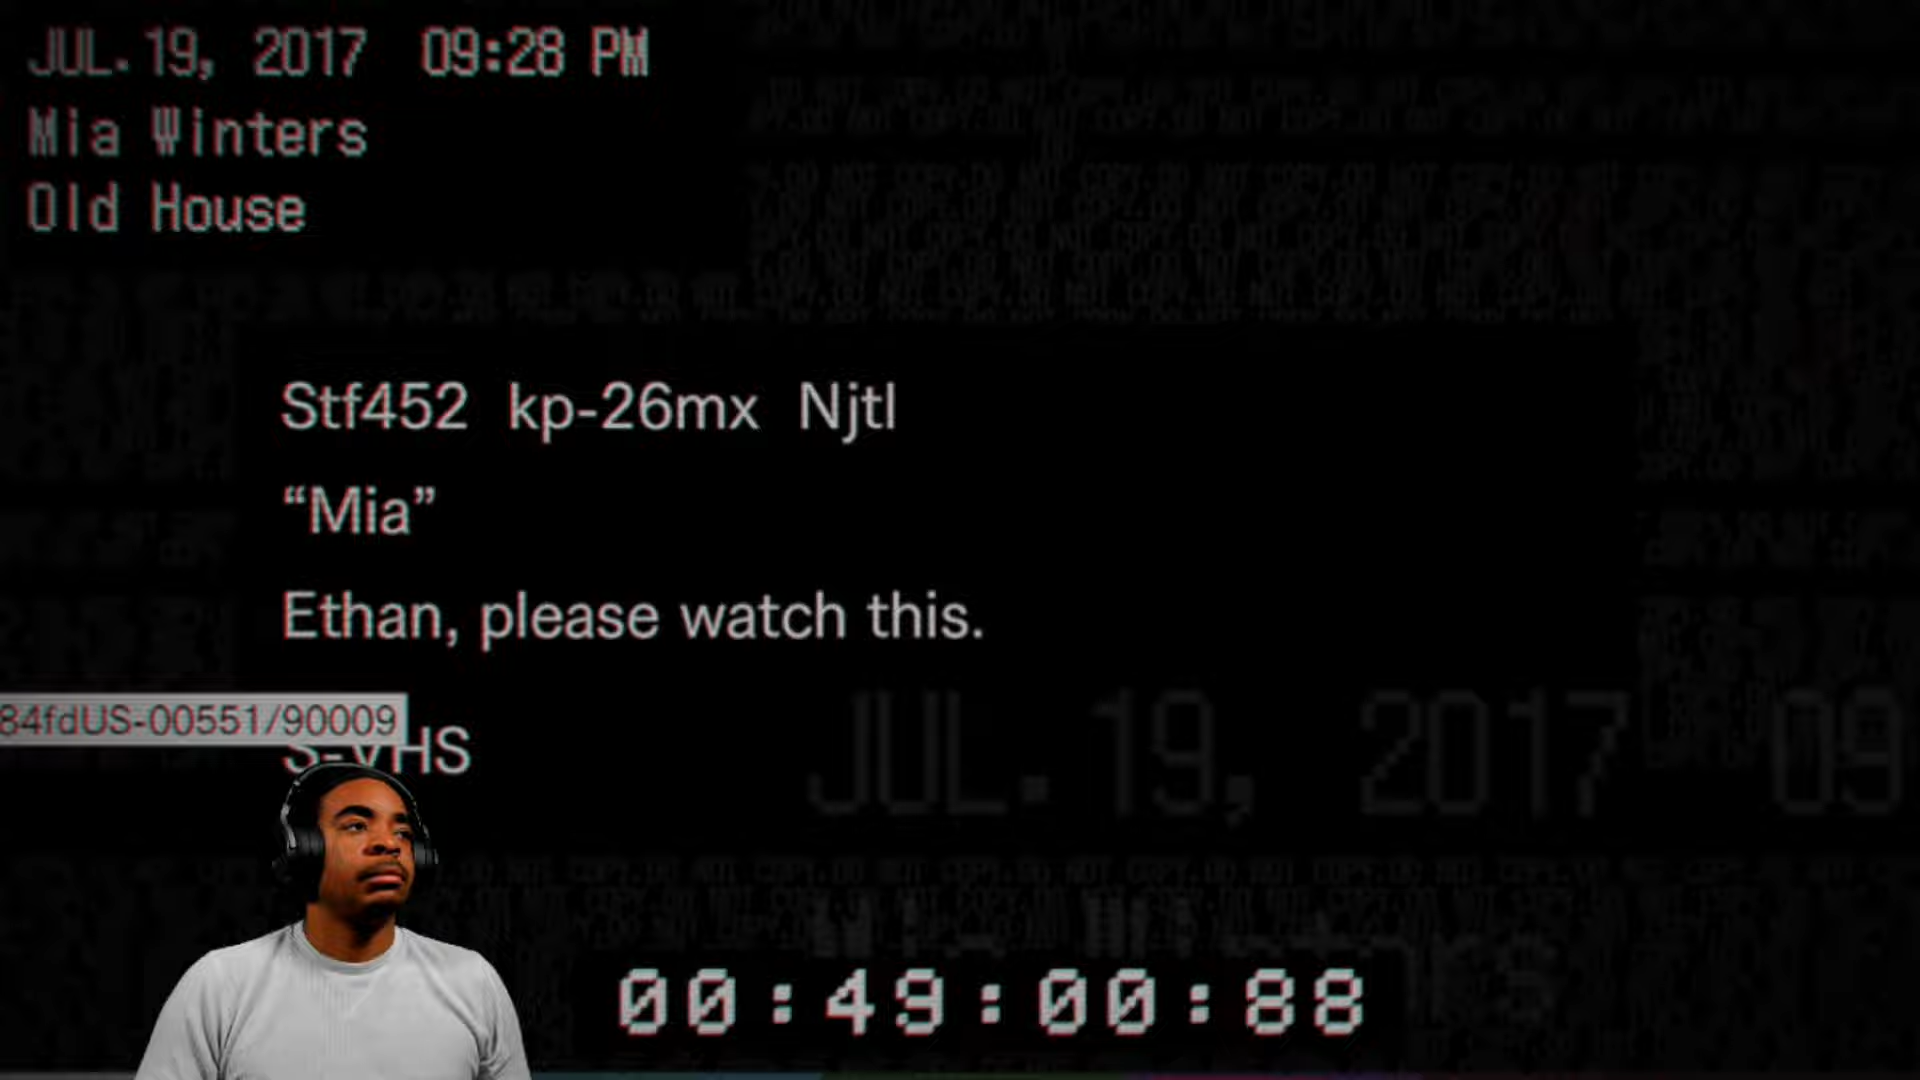 JUL. 19, 2017 09:28 PM
Mia Winters
Old House
Stf452 kp-26mx Njtl
“Mia”
Ethan, please watch this.
84fdUS-00551/90009
S-VHS
JUL. 19, 2017 09
00:49:00:88